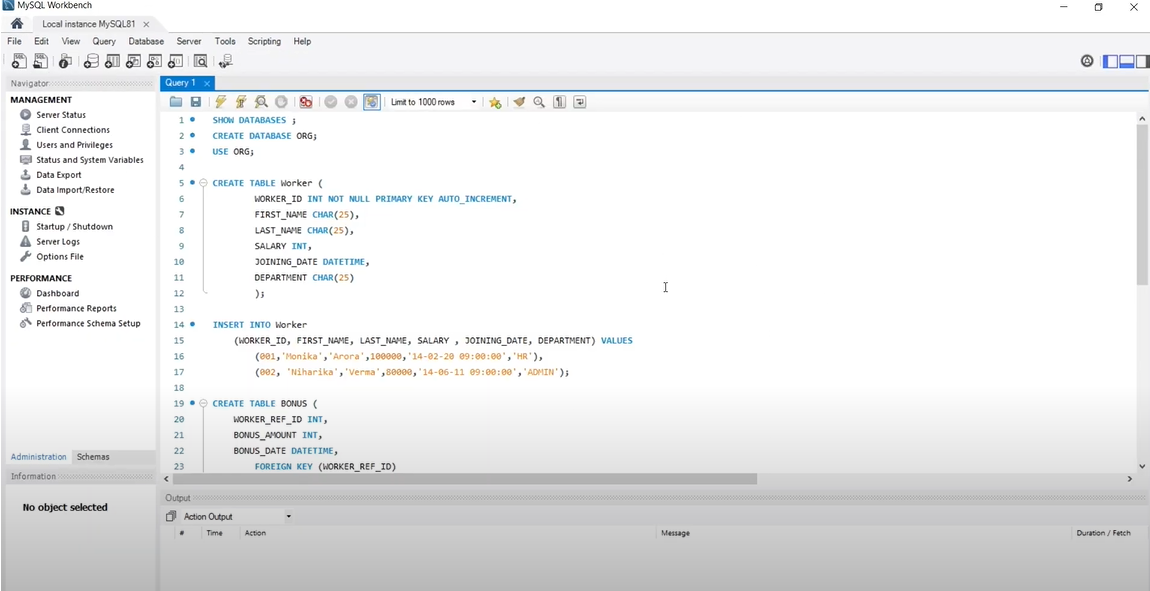 MySQL Workbench
Local instance MySQL81 ×
File Edit View Query Database Server Tools Scripting Help
Navigator
MANAGEMENT
Server Status
Client Connections
Users and Privileges
Status and System Variables
Data Export
Data Import/Restore
INSTANCE
Startup / Shutdown
Server Logs
Options File
PERFORMANCE
Dashboard
Performance Reports
Performance Schema Setup
Administration Schemas
Information
No object selected
Query 1 ×
Limit to 1000 rows
1 SHOW DATABASES ;
2 CREATE DATABASE ORG;
3 USE ORG;
4
5 CREATE TABLE Worker (
6 WORKER_ID INT NOT NULL PRIMARY KEY AUTO_INCREMENT,
7 FIRST_NAME CHAR(25),
8 LAST_NAME CHAR(25),
9 SALARY INT,
10 JOINING_DATE DATETIME,
11 DEPARTMENT CHAR(25)
12 );
13
14 INSERT INTO Worker
15 (WORKER_ID, FIRST_NAME, LAST_NAME, SALARY , JOINING_DATE, DEPARTMENT) VALUES
16 (001,'Monika','Arora',100000,'14-02-20 09:00:00','HR'),
17 (002, 'Niharika','Verma',80000,'14-06-11 09:00:00','ADMIN');
18
19 CREATE TABLE BONUS (
20 WORKER_REF_ID INT,
21 BONUS_AMOUNT INT,
22 BONUS_DATE DATETIME,
23 FOREIGN KEY (WORKER_REF_ID)
Output
Action Output
# Time Action Message Duration / Fetch